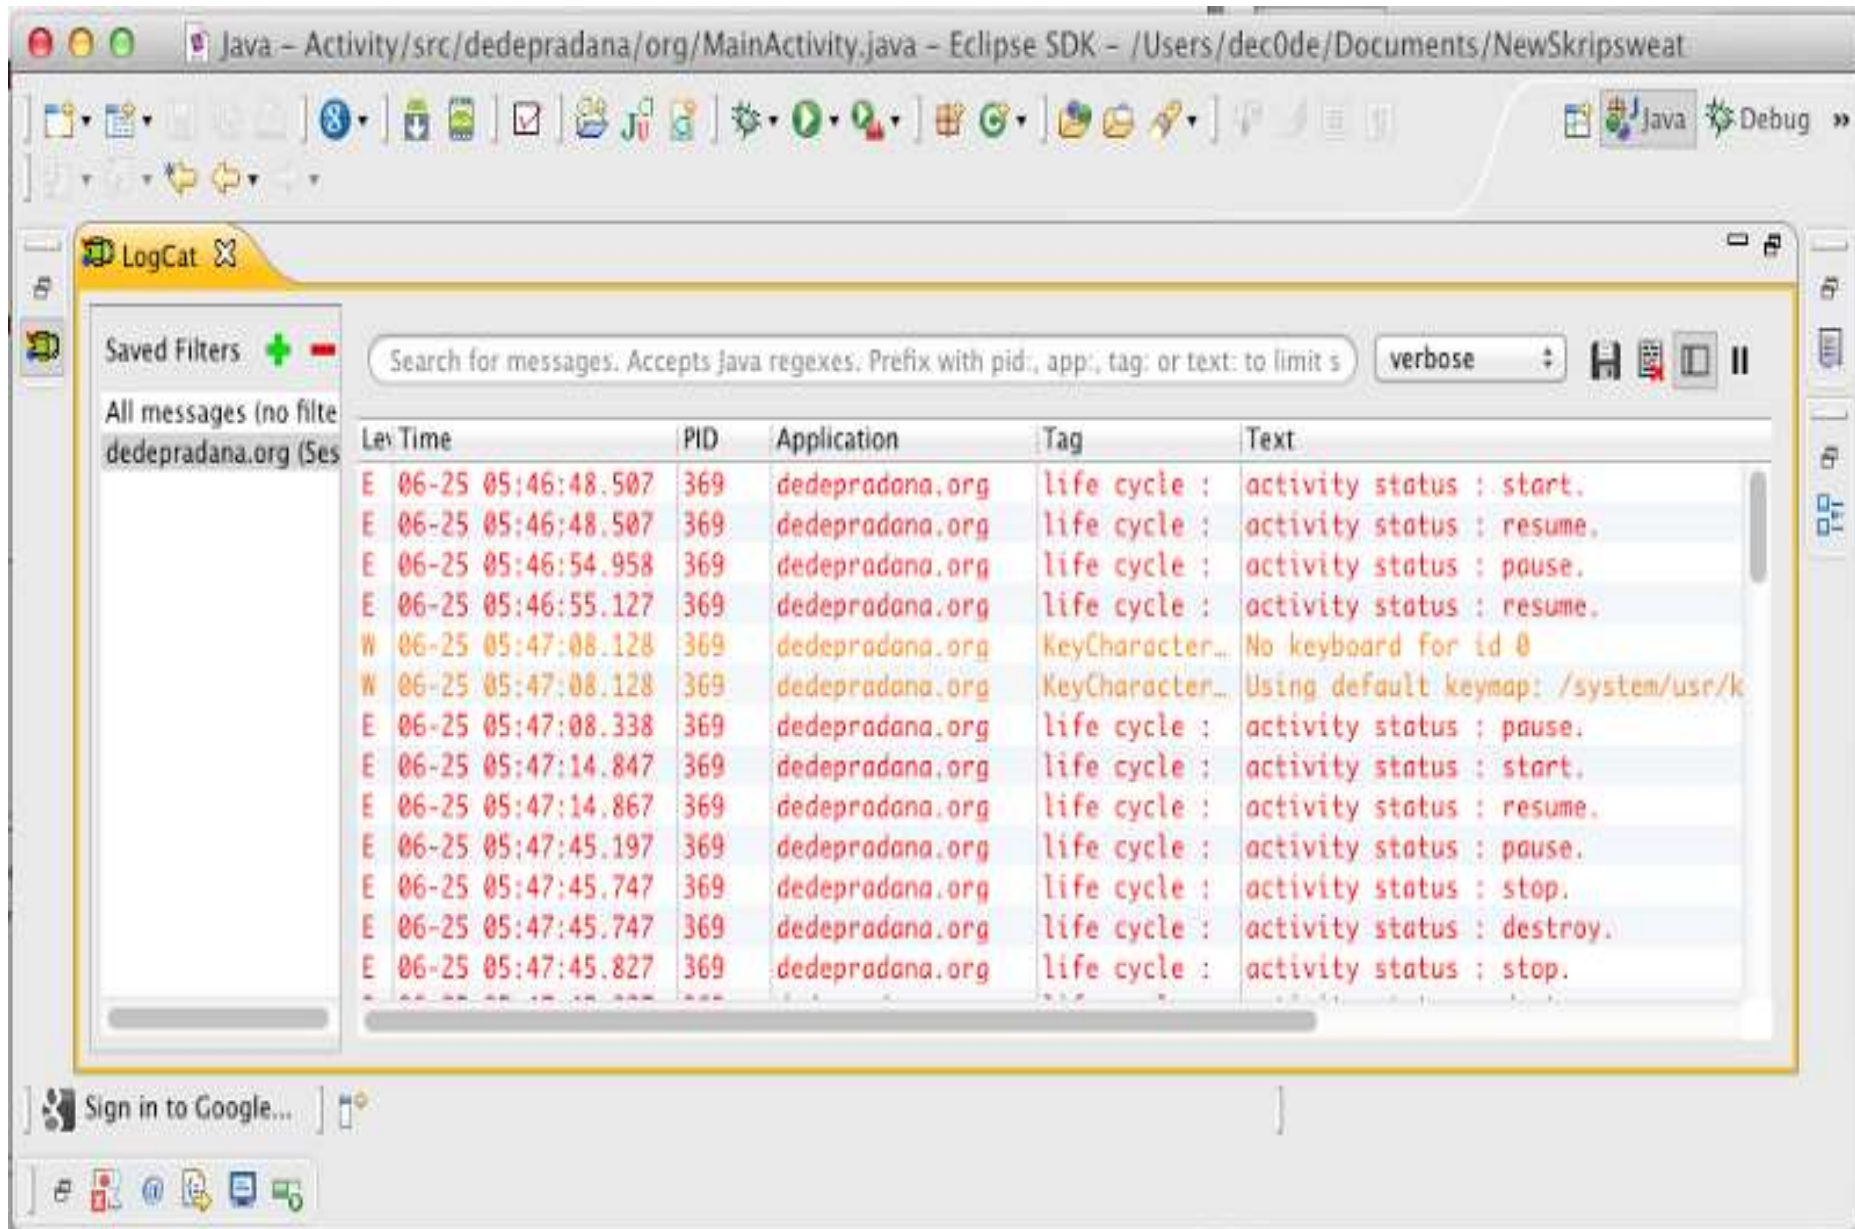 Java – Activity/src/dedepradana/org/MainActivity.java – Eclipse SDK – /Users/dec0de/Documents/NewSkripsweat
Java Debug »
LogCat
Saved Filters
Search for messages. Accepts Java regexes. Prefix with pid:, app:, tag: or text: to limit s
verbose
All messages (no filte
dedepradana.org (Ses
Lev Time PID Application Tag Text
E 06-25 05:46:48.507 369 dedepradana.org life cycle : activity status : start.
E 06-25 05:46:48.507 369 dedepradana.org life cycle : activity status : resume.
E 06-25 05:46:54.958 369 dedepradana.org life cycle : activity status : pause.
E 06-25 05:46:55.127 369 dedepradana.org life cycle : activity status : resume.
W 06-25 05:47:08.128 369 dedepradana.org KeyCharacter… No keyboard for id 0
W 06-25 05:47:08.128 369 dedepradana.org KeyCharacter… Using default keymap: /system/usr/k
E 06-25 05:47:08.338 369 dedepradana.org life cycle : activity status : pause.
E 06-25 05:47:14.847 369 dedepradana.org life cycle : activity status : start.
E 06-25 05:47:14.867 369 dedepradana.org life cycle : activity status : resume.
E 06-25 05:47:45.197 369 dedepradana.org life cycle : activity status : pause.
E 06-25 05:47:45.747 369 dedepradana.org life cycle : activity status : stop.
E 06-25 05:47:45.747 369 dedepradana.org life cycle : activity status : destroy.
E 06-25 05:47:45.827 369 dedepradana.org life cycle : activity status : stop.
Sign in to Google...